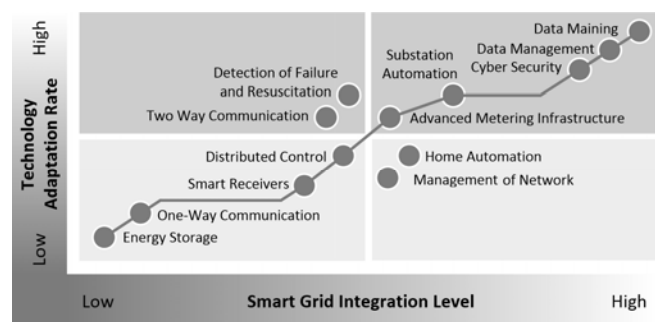 High
Technology
Adaptation Rate
Low
Data Maining
Data Management
Cyber Security
Substation
Automation
Detection of Failure
and Resuscitation
Two Way Communication
Advanced Metering Infrastructure
Distributed Control
Home Automation
Smart Receivers
Management of Network
One-Way Communication
Energy Storage
Low
Smart Grid Integration Level
High